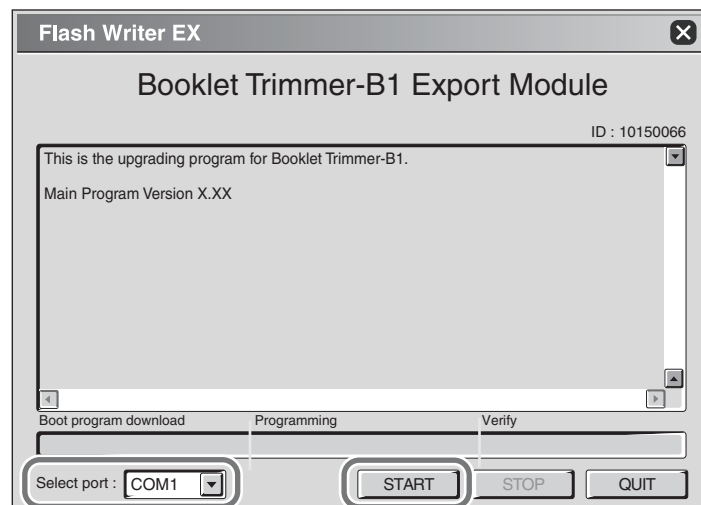 Flash Writer EX
Booklet Trimmer-B1 Export Module
ID : 10150066
This is the upgrading program for Booklet Trimmer-B1.
Main Program Version X.XX
Boot program download Programming Verify
Select port : COM1 START STOP QUIT